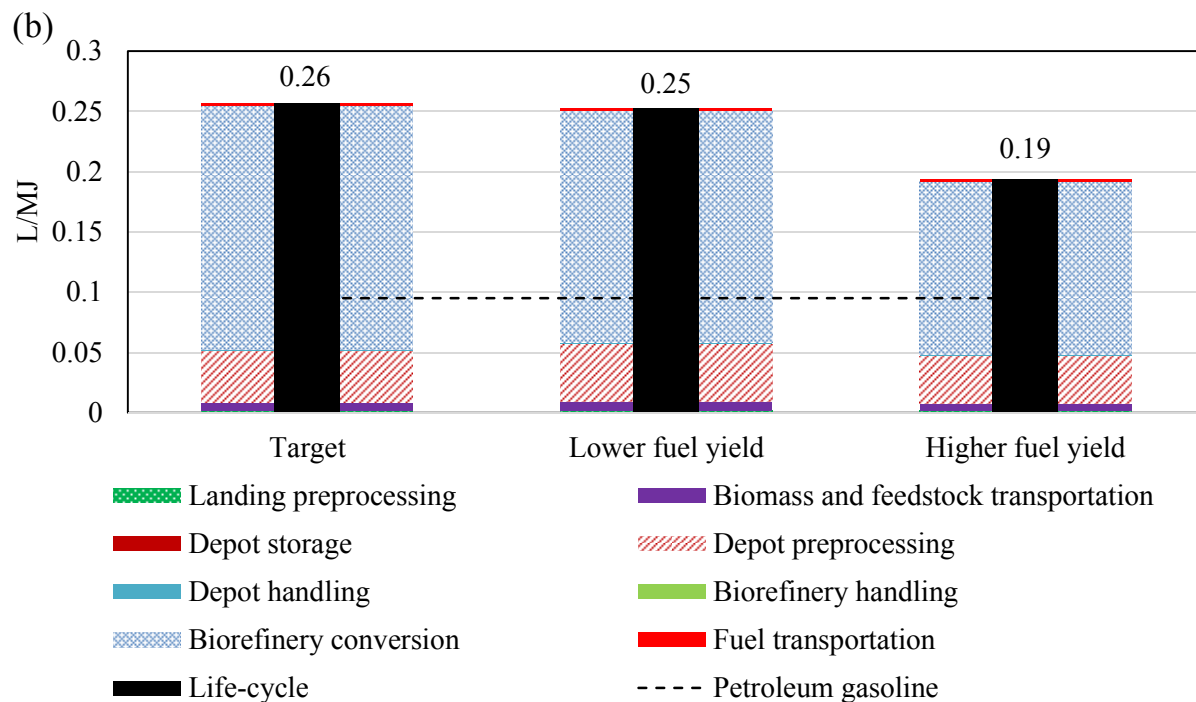 (b)
0.3
0.25
0.2
0.15
0.1
0.05
0
L/MJ
0.26
0.25
0.19
Target
Lower fuel yield
Higher fuel yield
Landing preprocessing
Biomass and feedstock transportation
Depot storage
Depot preprocessing
Depot handling
Biorefinery handling
Biorefinery conversion
Fuel transportation
Life-cycle
Petroleum gasoline